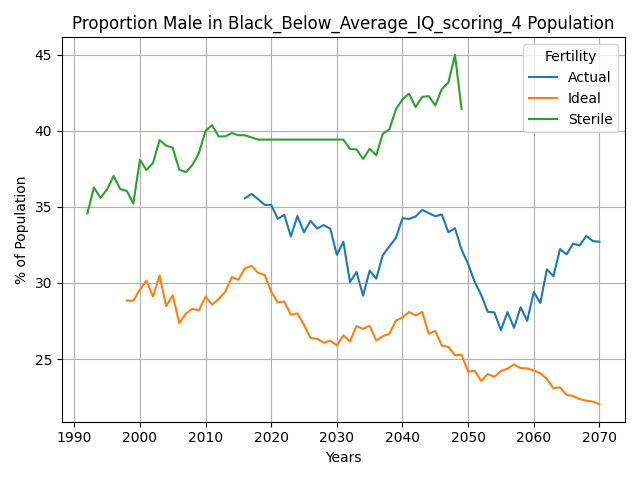 Proportion Male in Black_Below_Average_IQ_scoring_4 Population
Fertility
Actual
Ideal
Sterile
% of Population
45
40
35
30
25
1990 2000 2010 2020 2030 2040 2050 2060 2070
Years